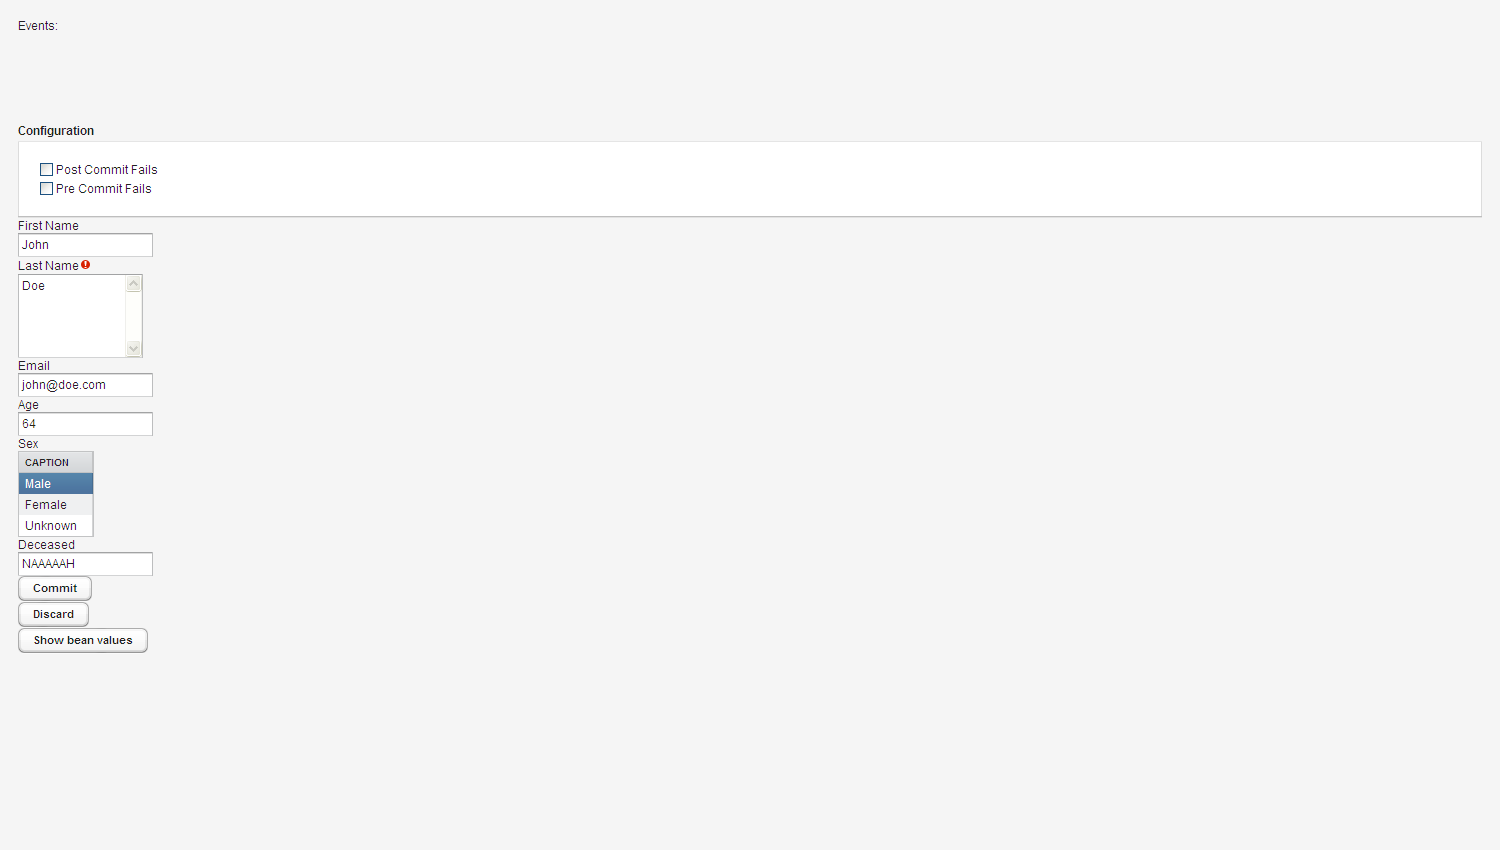 Events:
Configuration
Post Commit Fails
Pre Commit Fails
First Name
John
Last Name
Doe
Email
john@doe.com
Age
64
Sex
CAPTION
Male
Female
Unknown
Deceased
NAAAAAH
Commit
Discard
Show bean values